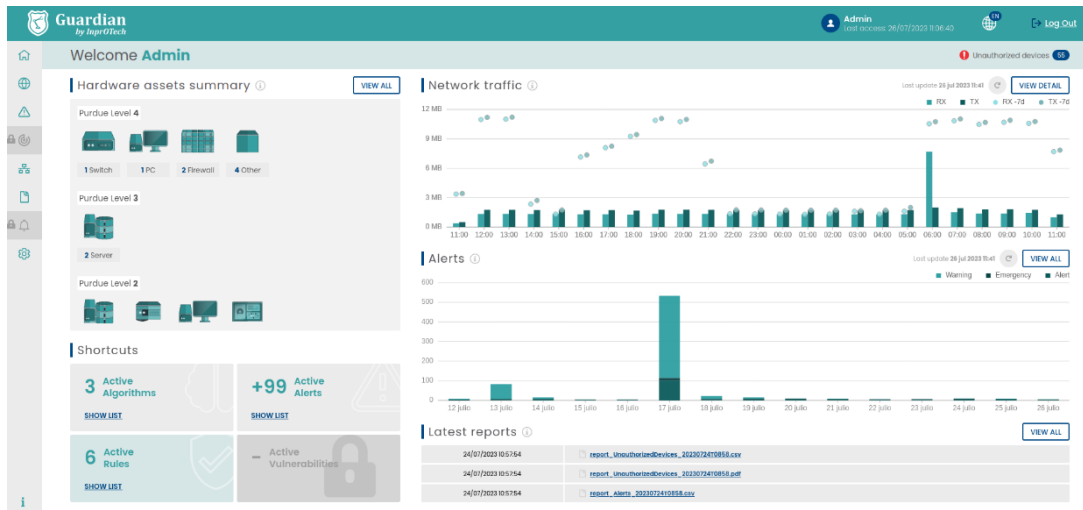 Guardian
by InprOTech
Admin
Last access: 26/07/2023 11:06:40
EN
Log Out
Welcome Admin
Unauthorized devices 55
Hardware assets summary
VIEW ALL
Purdue Level 4
1 Switch
1 PC
2 Firewall
4 Other
Purdue Level 3
2 Server
Purdue Level 2
Shortcuts
3 Active Algorithms
SHOW LIST
+99 Active Alerts
SHOW LIST
6 Active Rules
SHOW LIST
- Active Vulnerabilities
Network traffic
Last update 26 jul 2023 11:41
VIEW DETAIL
RX TX RX -7d TX -7d
12 MB
9 MB
6 MB
3 MB
0 MB
11:00 12:00 13:00 14:00 15:00 16:00 17:00 18:00 19:00 20:00 21:00 22:00 23:00 00:00 01:00 02:00 03:00 04:00 05:00 06:00 07:00 08:00 09:00 10:00 11:00
Alerts
Last update 26 jul 2023 11:41
VIEW ALL
Warning Emergency Alert
600
500
400
300
200
100
0
12 julio 13 julio 14 julio 15 julio 16 julio 17 julio 18 julio 19 julio 20 julio 21 julio 22 julio 23 julio 24 julio 25 julio 26 julio
Latest reports
VIEW ALL
24/07/2023 10:57:54 report_UnauthorizedDevices_20230724T0858.csv
24/07/2023 10:57:54 report_UnauthorizedDevices_20230724T0858.pdf
24/07/2023 10:57:54 report_Alerts_20230724T0858.csv